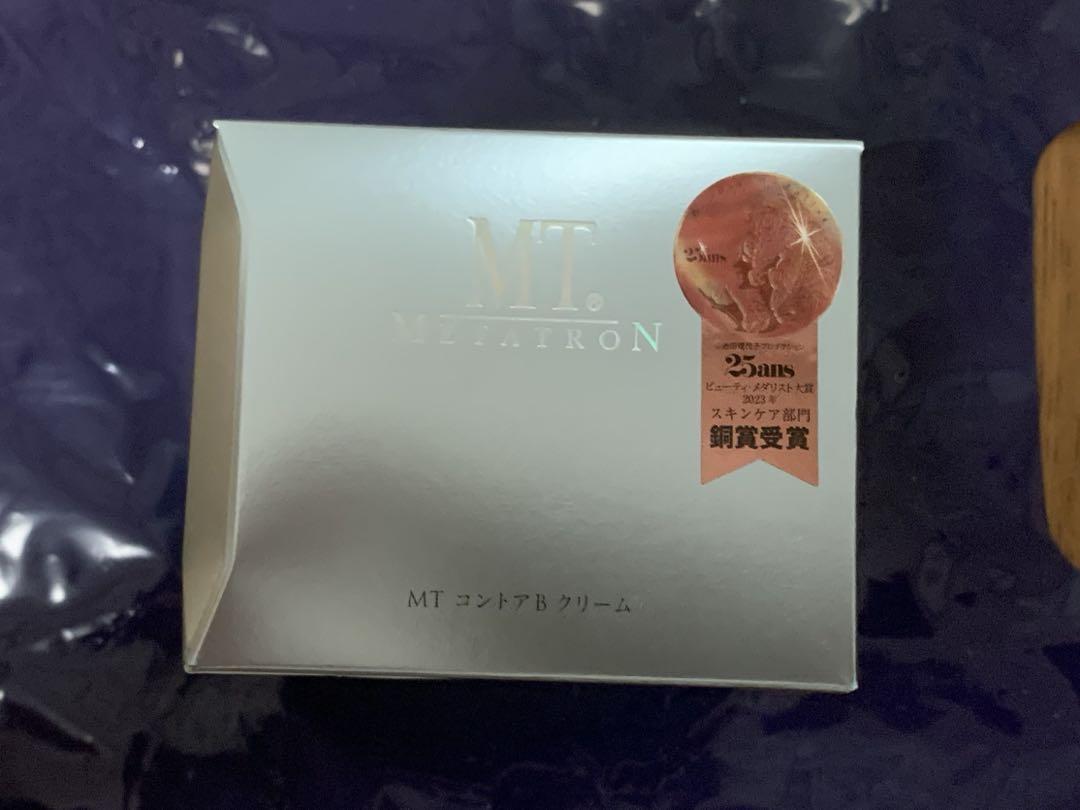 MT®
METATRON
25ans
25ans
ビューティ・メダリスト大賞
2023年
スキンケア部門
銅賞受賞
MT コントアB クリーム